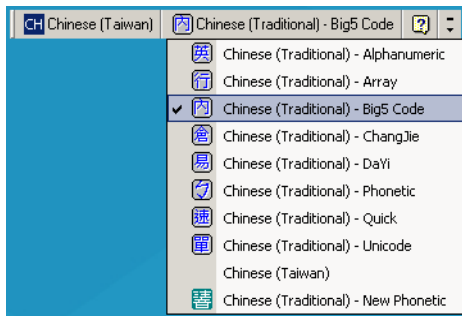 CH Chinese (Taiwan) 內 Chinese (Traditional) - Big5 Code ?
英 Chinese (Traditional) - Alphanumeric
行 Chinese (Traditional) - Array
內 Chinese (Traditional) - Big5 Code
倉 Chinese (Traditional) - ChangJie
易 Chinese (Traditional) - DaYi
ㄅ Chinese (Traditional) - Phonetic
速 Chinese (Traditional) - Quick
單 Chinese (Traditional) - Unicode
Chinese (Taiwan)
Chinese (Traditional) - New Phonetic